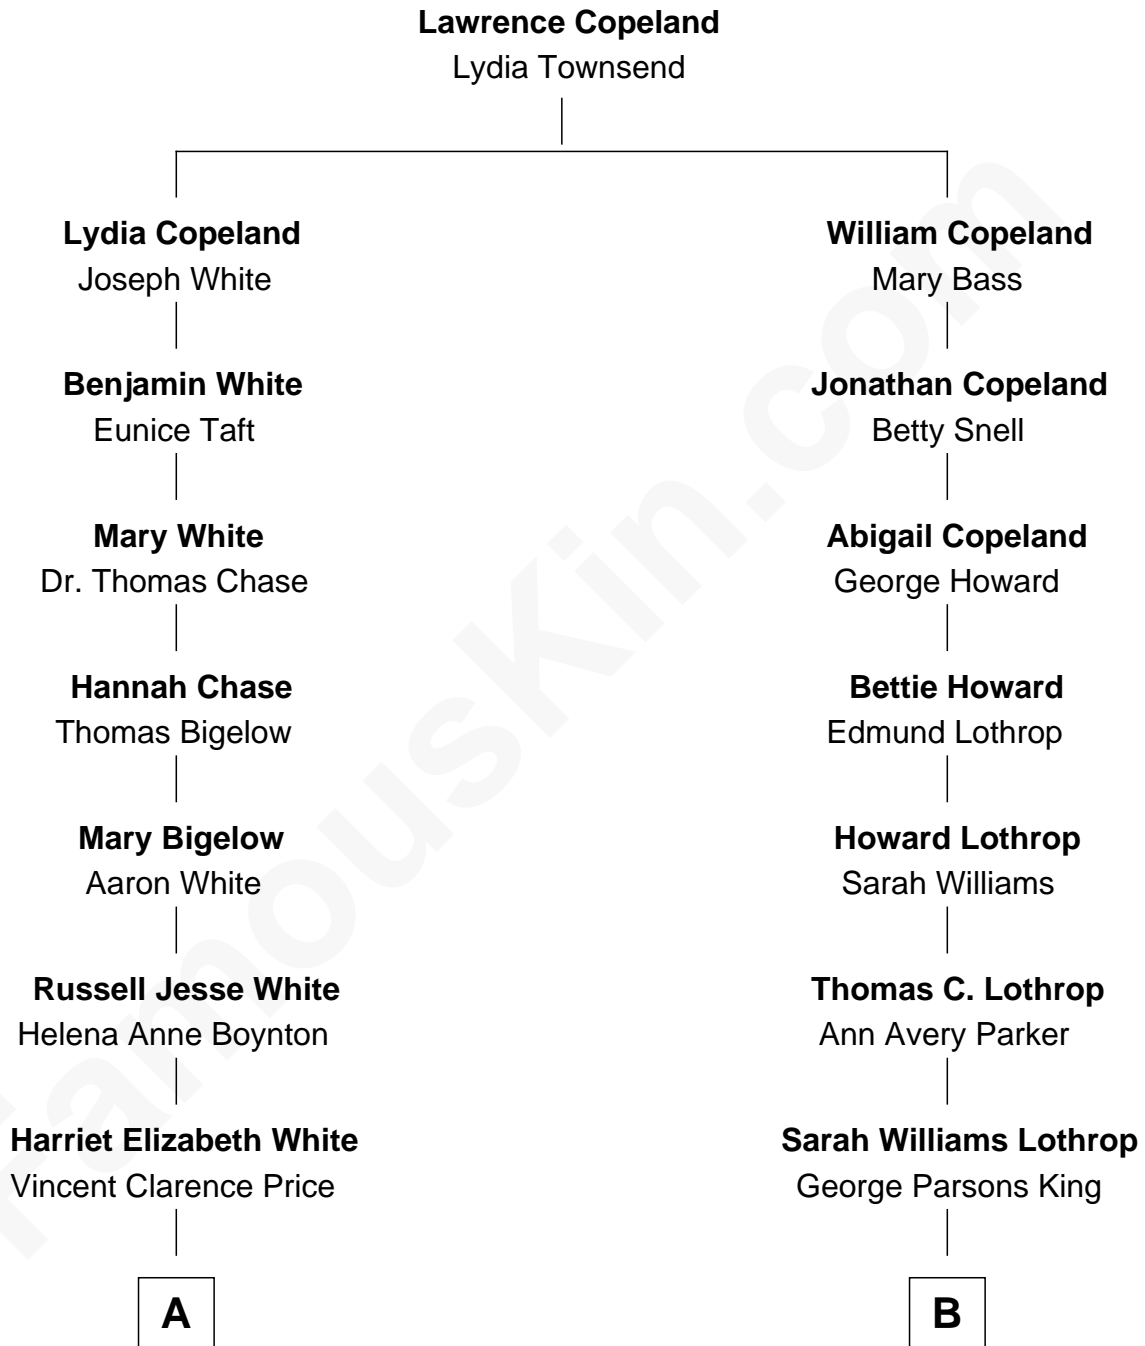 Lawrence Copeland
Lydia Townsend
Lydia Copeland
Joseph White
William Copeland
Mary Bass
Benjamin White
Eunice Taft
Jonathan Copeland
Betty Snell
Mary White
Dr. Thomas Chase
Abigail Copeland
George Howard
Hannah Chase
Thomas Bigelow
Bettie Howard
Edmund Lothrop
Mary Bigelow
Aaron White
Howard Lothrop
Sarah Williams
Russell Jesse White
Helena Anne Boynton
Thomas C. Lothrop
Ann Avery Parker
Harriet Elizabeth White
Vincent Clarence Price
Sarah Williams Lothrop
George Parsons King
A
B
FamousKin.com